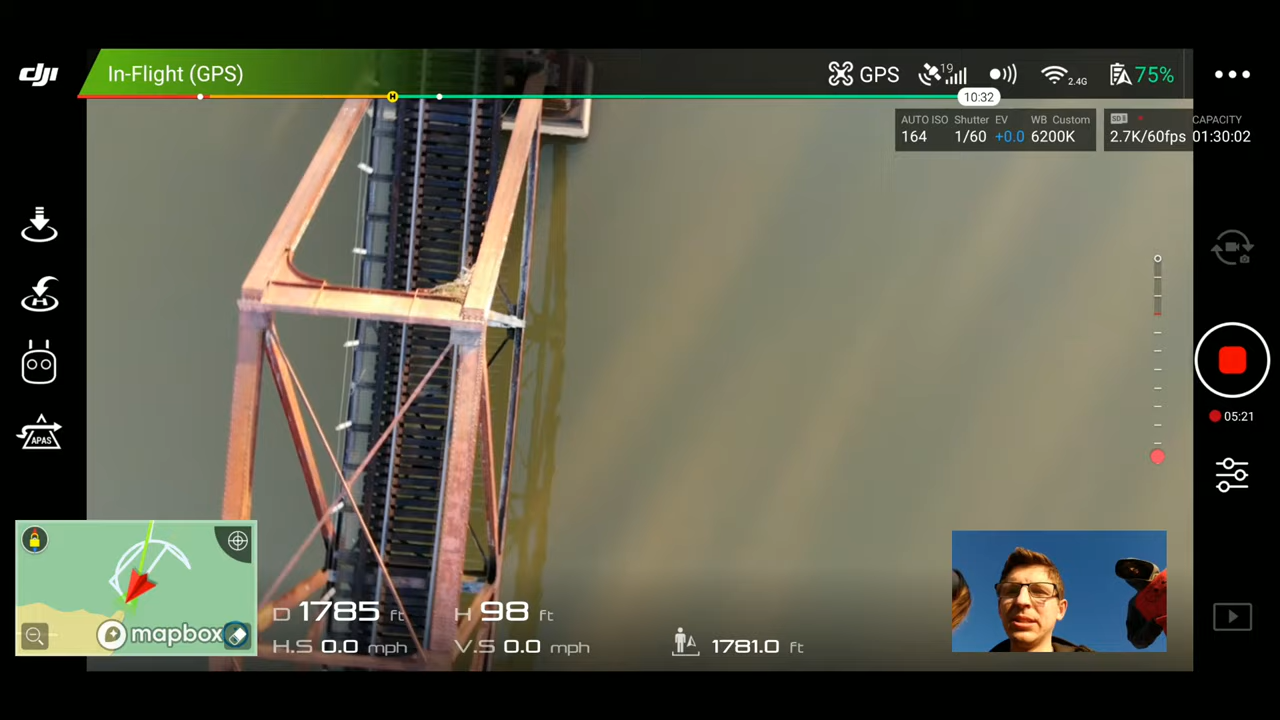 dji
In-Flight (GPS)
GPS
19
2.4G
75%
H
10:32
AUTO ISO Shutter EV WB Custom
164 1/60 +0.0 6200K
CAPACITY
2.7K/60fps 01:30:02
APAS
05:21
D 1785 ft H 98 ft
H.S 0.0 mph V.S 0.0 mph 1781.0 ft
mapbox